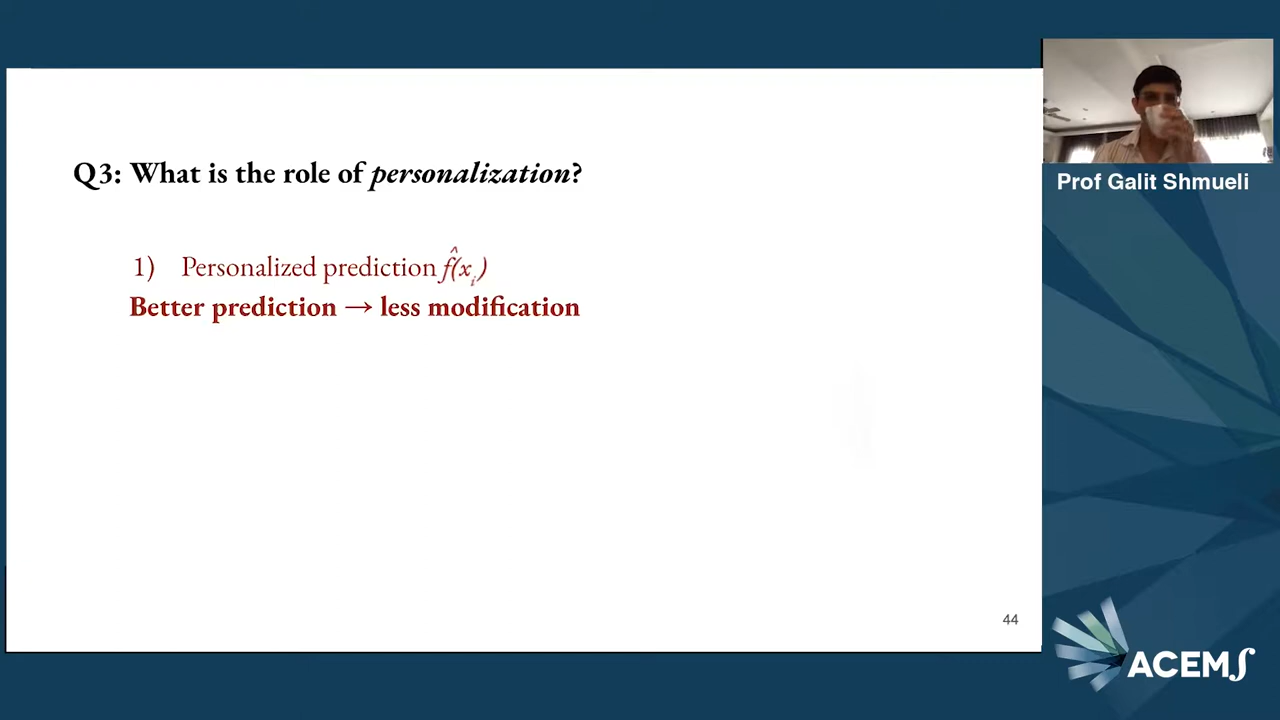 Q3: What is the role of personalization?
1) Personalized prediction f̂(xᵢ)
Better prediction → less modification
44
Prof Galit Shmueli
ACEMS